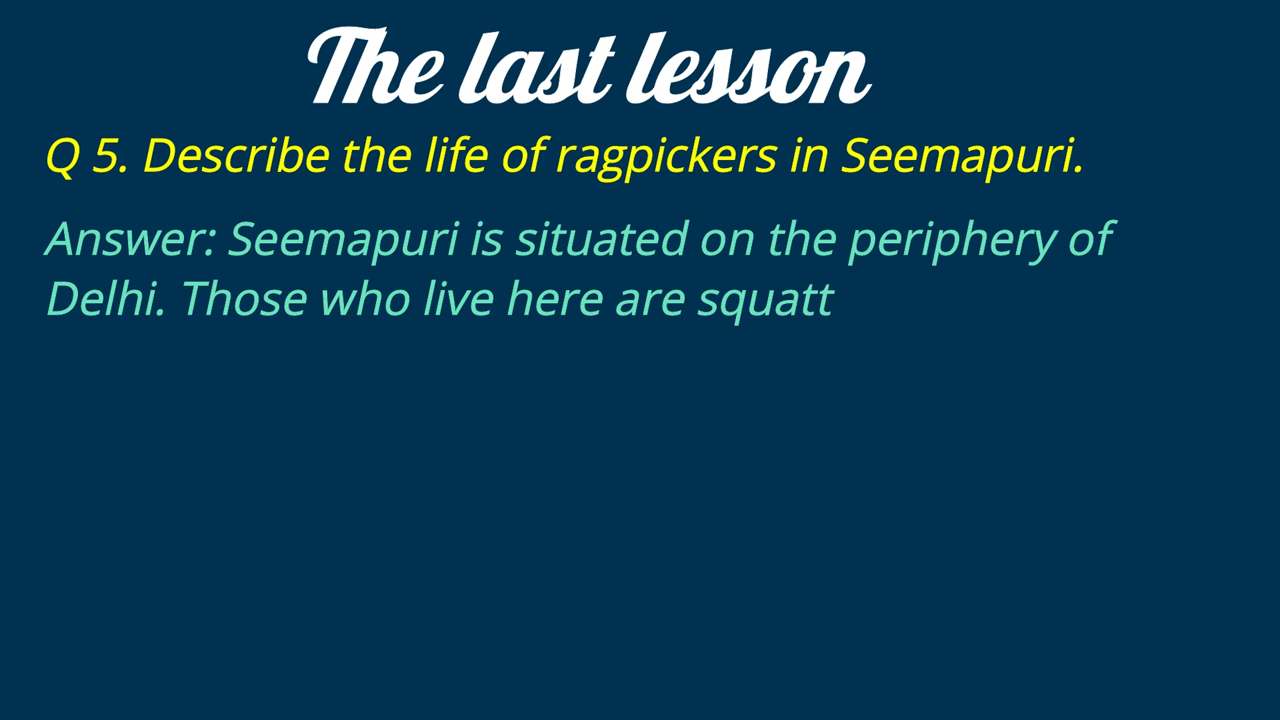 The last lesson
Q 5. Describe the life of ragpickers in Seemapuri.
Answer: Seemapuri is situated on the periphery of
Delhi. Those who live here are squatt